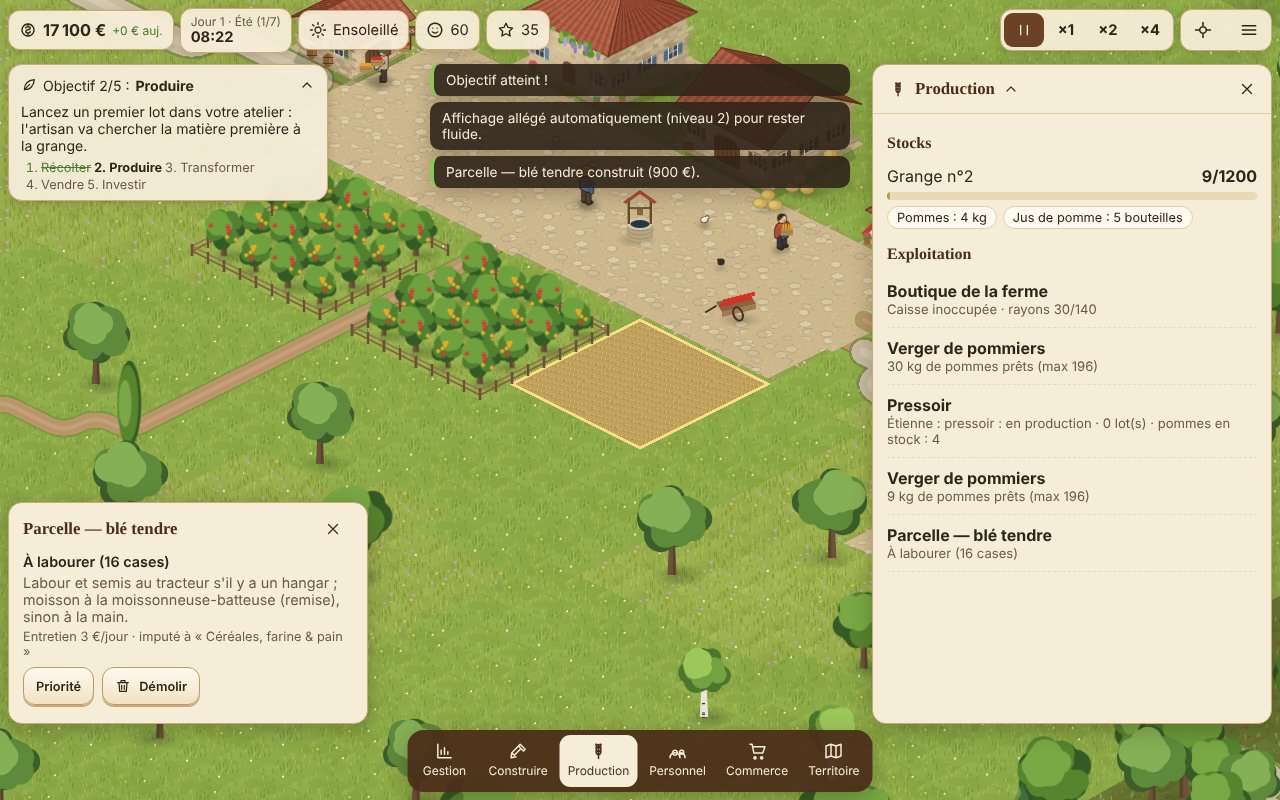 17 100 € +0 € auj.
Jour 1 · Été (1/7)
08:22
Ensoleillé
60
35
×1 ×2 ×4
Objectif 2/5 : Produire
Lancez un premier lot dans votre atelier :
l'artisan va chercher la matière première à
la grange.
1. Récolter 2. Produire 3. Transformer
4. Vendre 5. Investir
Objectif atteint !
Affichage allégé automatiquement (niveau 2) pour rester
fluide.
Parcelle — blé tendre construit (900 €).
Production
Stocks
Grange n°2 9/1200
Pommes : 4 kg Jus de pomme : 5 bouteilles
Exploitation
Boutique de la ferme
Caisse inoccupée · rayons 30/140
Verger de pommiers
30 kg de pommes prêts (max 196)
Pressoir
Étienne : pressoir : en production · 0 lot(s) · pommes en
stock : 4
Verger de pommiers
9 kg de pommes prêts (max 196)
Parcelle — blé tendre
À labourer (16 cases)
Parcelle — blé tendre
À labourer (16 cases)
Labour et semis au tracteur s'il y a un hangar ;
moisson à la moissonneuse-batteuse (remise),
sinon à la main.
Entretien 3 €/jour · imputé à « Céréales, farine & pain
»
Priorité Démolir
Gestion Construire Production Personnel Commerce Territoire